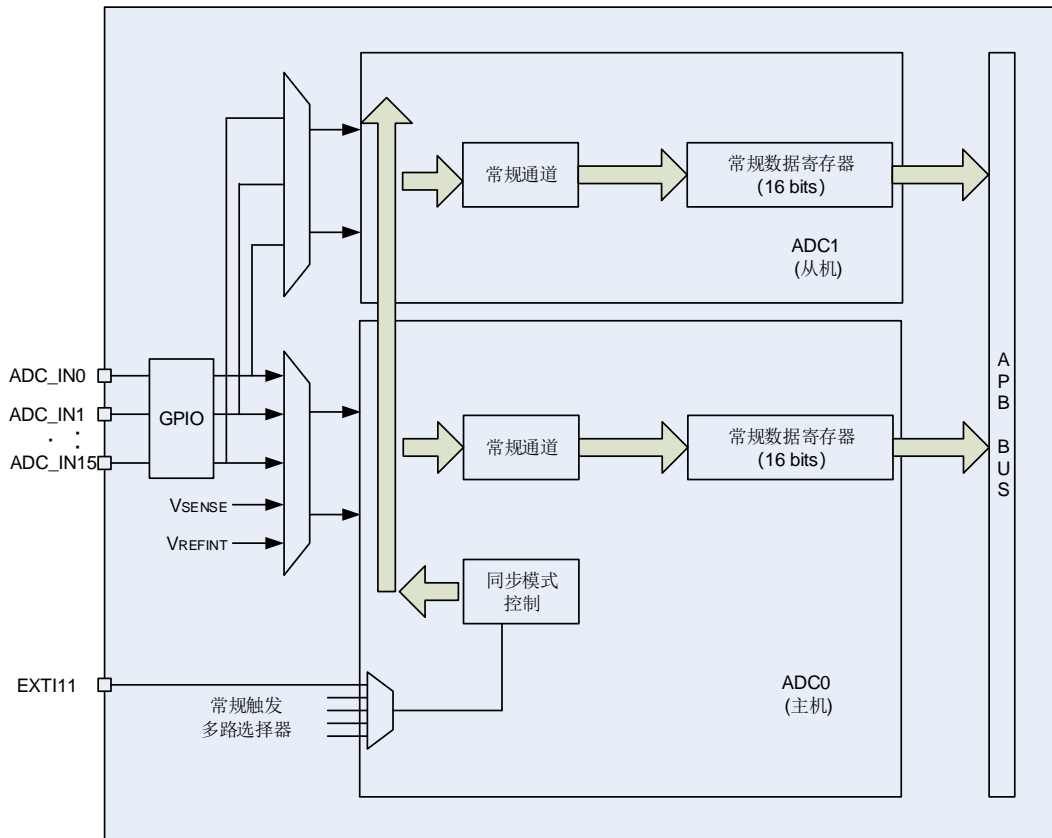 常规通道
常规数据寄存器
(16 bits)
ADC1
(从机)
ADC_IN0
ADC_IN1
ADC_IN15
GPIO
VSENSE
VREFINT
常规通道
常规数据寄存器
(16 bits)
同步模式
控制
EXTI11
常规触发
多路选择器
ADC0
(主机)
A
P
B
B
U
S